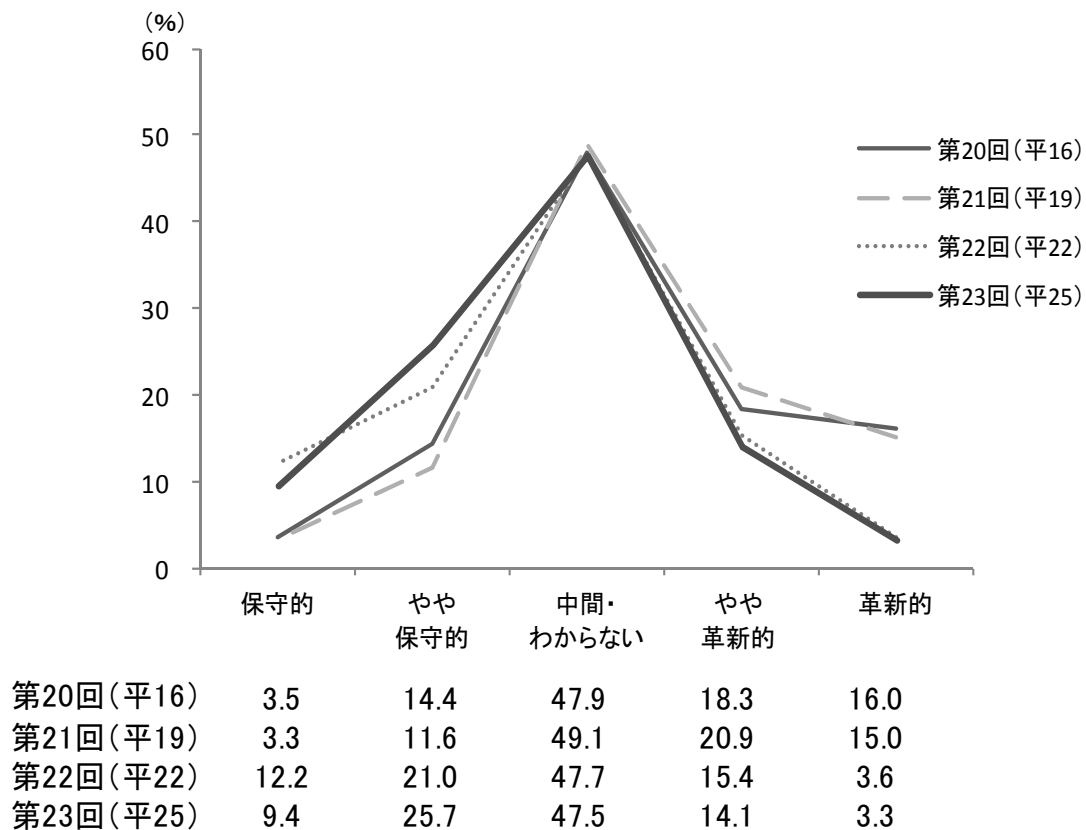 (%)
60
50
40
30
20
10
0
第20回(平16)
第21回(平19)
第22回(平22)
第23回(平25)
保守的 やや 中間・ やや 革新的
保守的 わからない 革新的
第20回(平16) 3.5 14.4 47.9 18.3 16.0
第21回(平19) 3.3 11.6 49.1 20.9 15.0
第22回(平22) 12.2 21.0 47.7 15.4 3.6
第23回(平25) 9.4 25.7 47.5 14.1 3.3